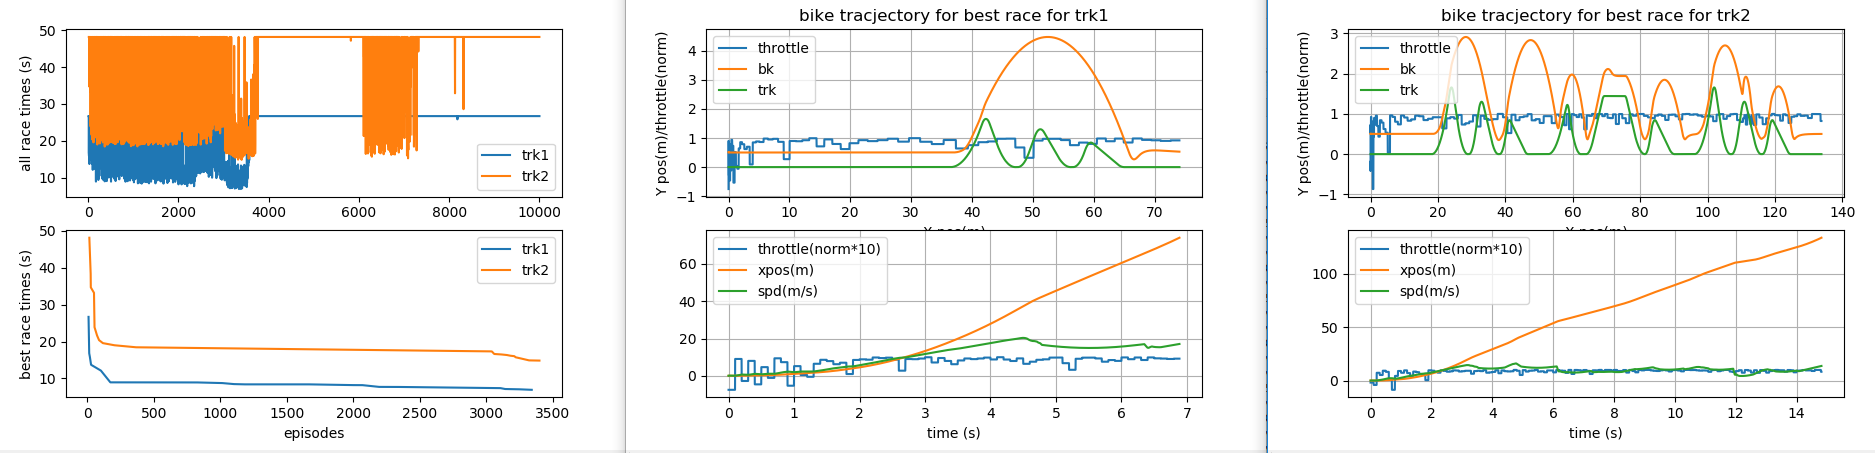 50
40
30
20
10
all race times (s)
trk1
trk2
0 2000 4000 6000 8000 10000
50
40
30
20
10
best race times (s)
trk1
trk2
0 500 1000 1500 2000 2500 3000 3500
episodes
bike tracjectory for best race for trk1
Y pos(m)/throttle(norm)
4
3
2
1
0
−1
throttle
bk
trk
0 10 20 30 40 50 60 70
60
40
20
0
throttle(norm*10)
xpos(m)
spd(m/s)
0 1 2 3 4 5 6 7
time (s)
bike tracjectory for best race for trk2
Y pos(m)/throttle(norm)
3
2
1
0
−1
throttle
bk
trk
0 20 40 60 80 100 120 140
100
50
0
throttle(norm*10)
xpos(m)
spd(m/s)
0 2 4 6 8 10 12 14
time (s)